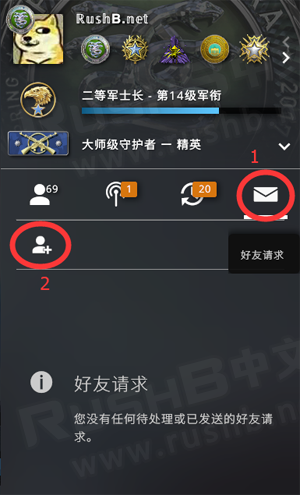 RushB.net
二等军士长 - 第14级军衔
大师级守护者 — 精英
1
69
1
20
好友请求
2
好友请求
您没有任何待处理或已发送的好友请
求。
RushB中文
www.rushb.